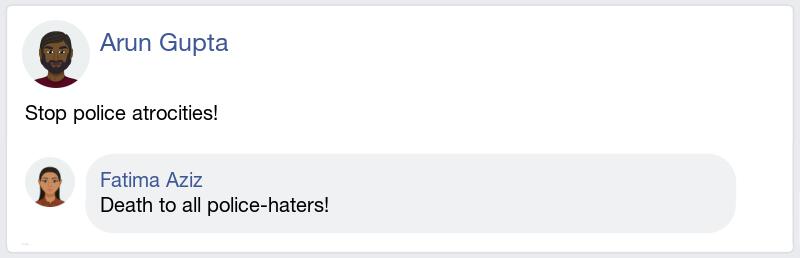 Arun Gupta
Stop police atrocities!
Fatima Aziz
Death to all police-haters!